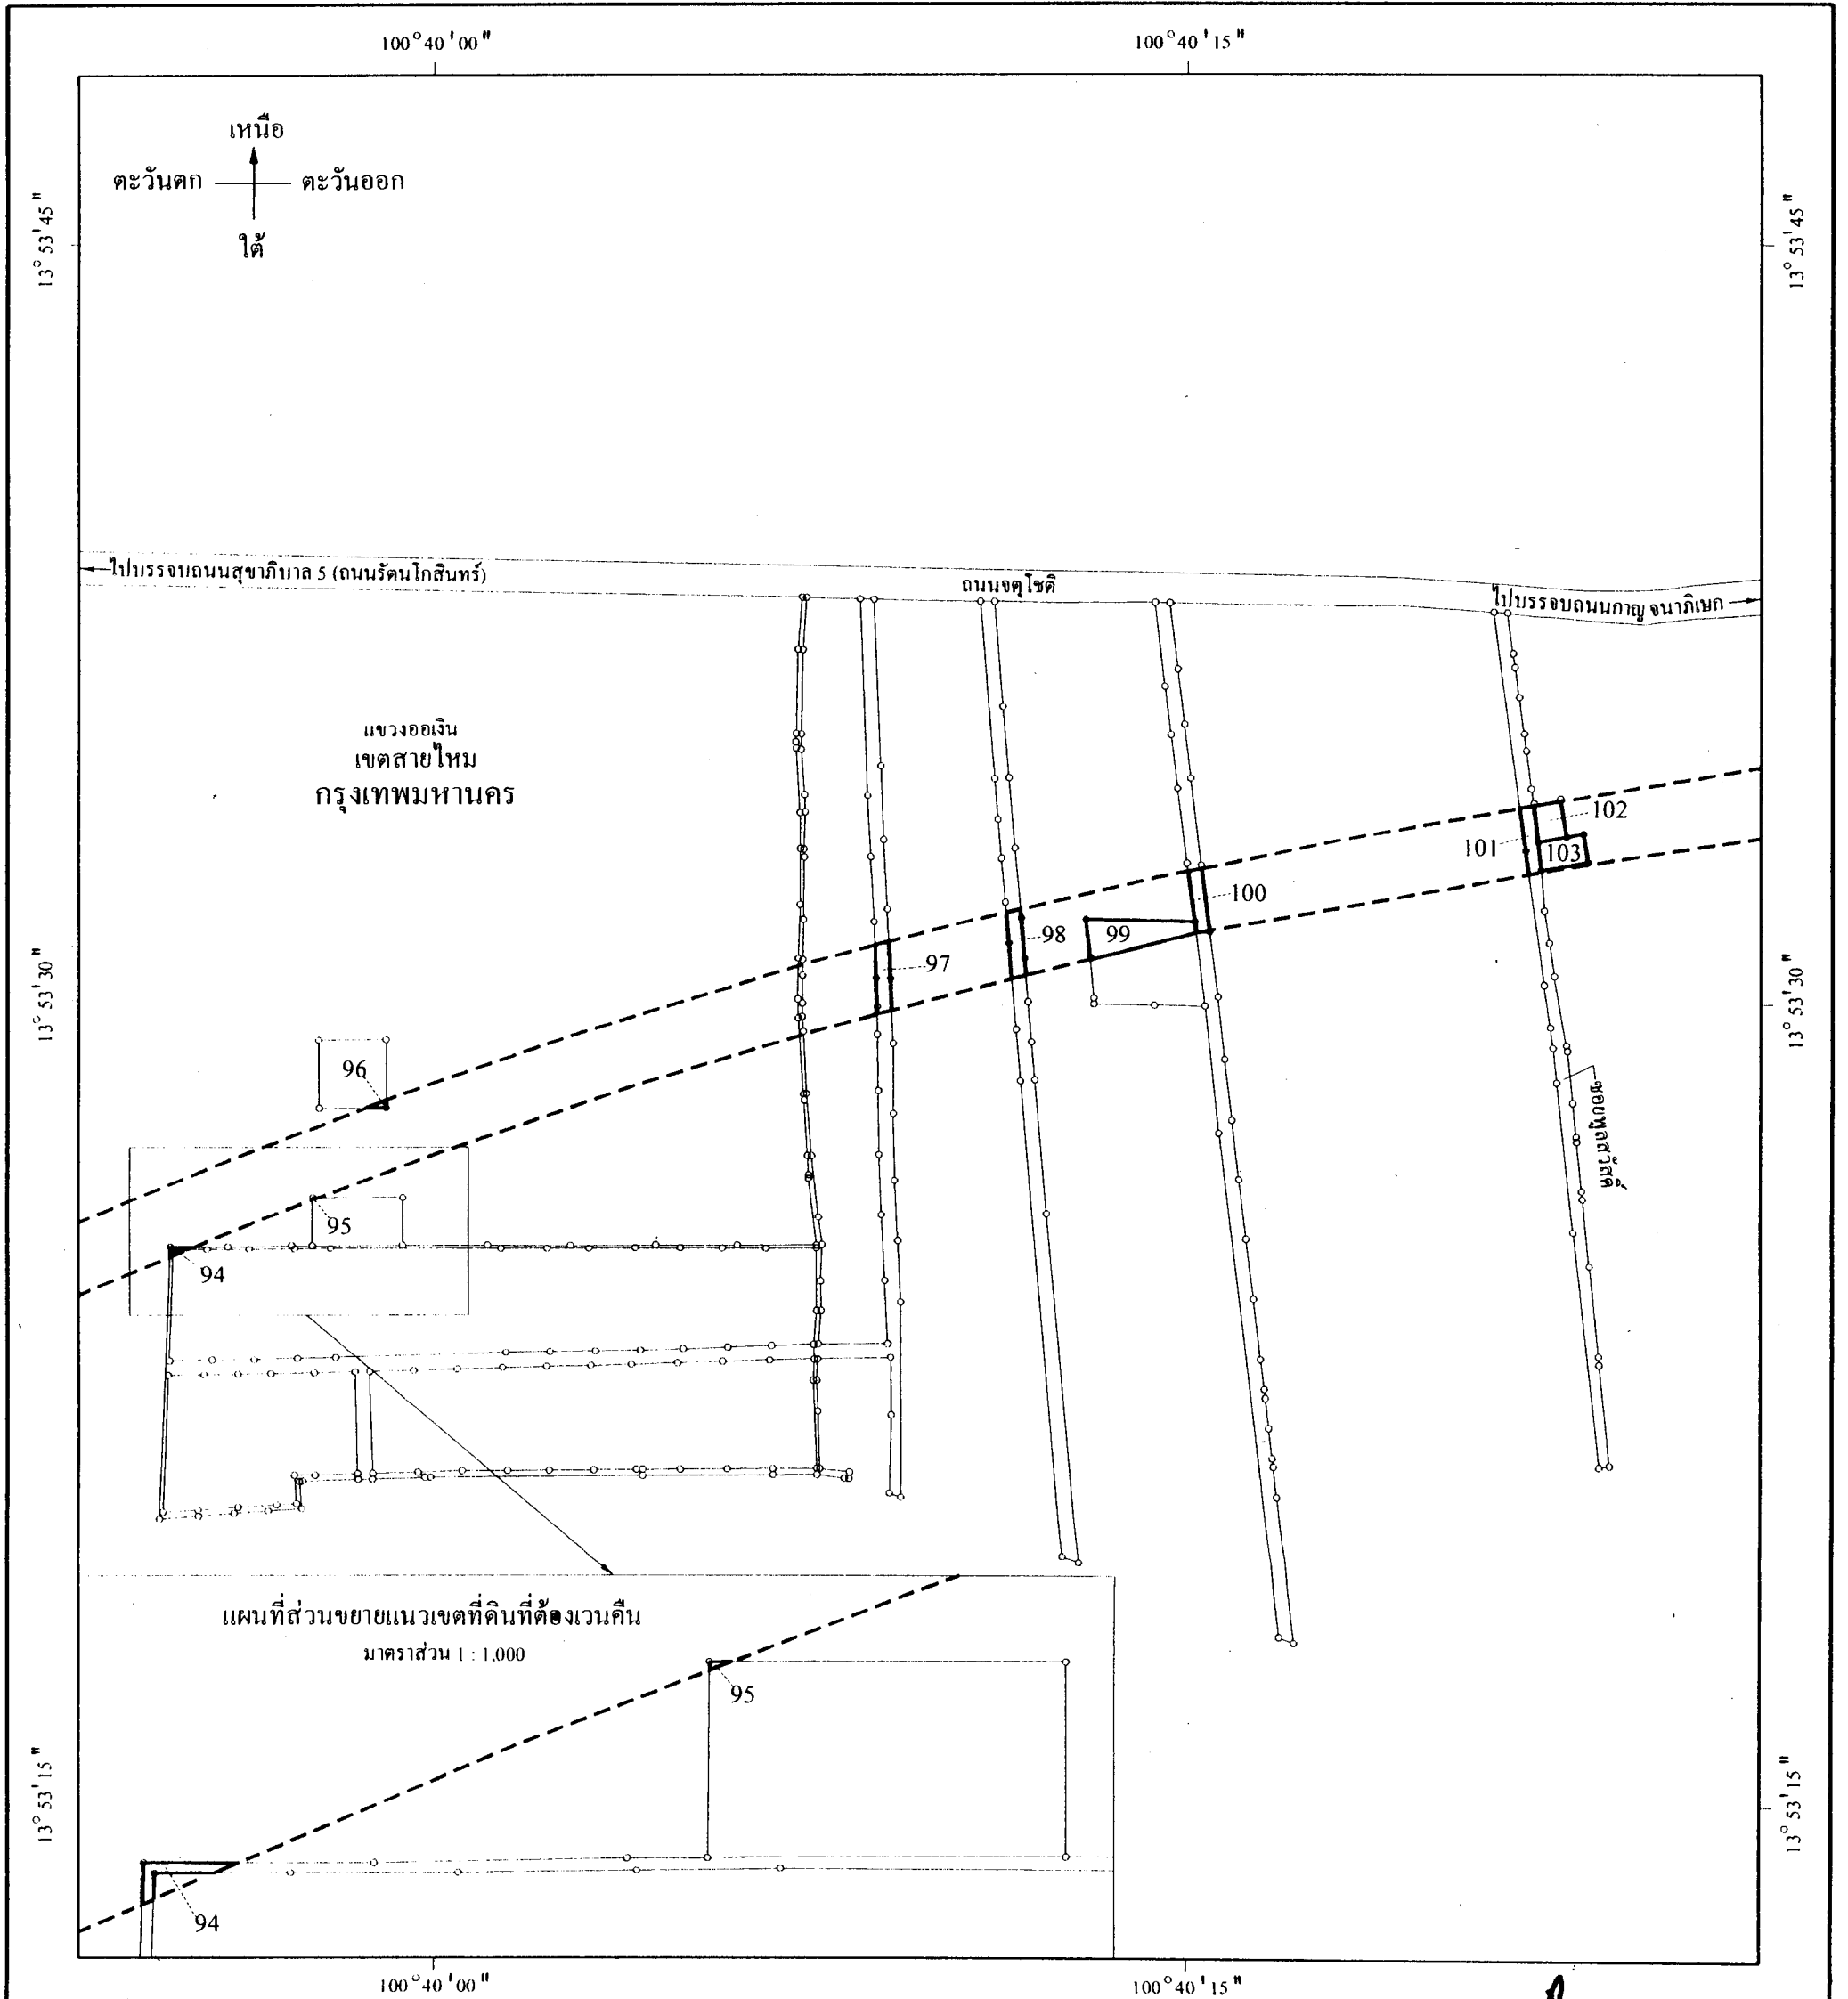 100°40'00"
100°40'15"
เหนือ
ตะวันตก
ตะวันออก
ใต้
13°53'45"
13°53'45"
ไปบรรจบถนนสุขาภิบาล 5 (ถนนรัตนโกสินทร์)
ถนนจตุโชติ
ไปบรรจบถนนกาญจนาภิเษก
แขวงออเงิน
เขตสายไหม
กรุงเทพมหานคร
102
101
103
100
99
98
97
13°53'30"
13°53'30"
96
ซอยพูลสวัสดิ์
95
94
แผนที่ส่วนขยายแนวเขตที่ดินที่ต้องเวนคืน
มาตราส่วน 1 : 1,000
95
13°53'15"
13°53'15"
94
100°40'00"
100°40'15"